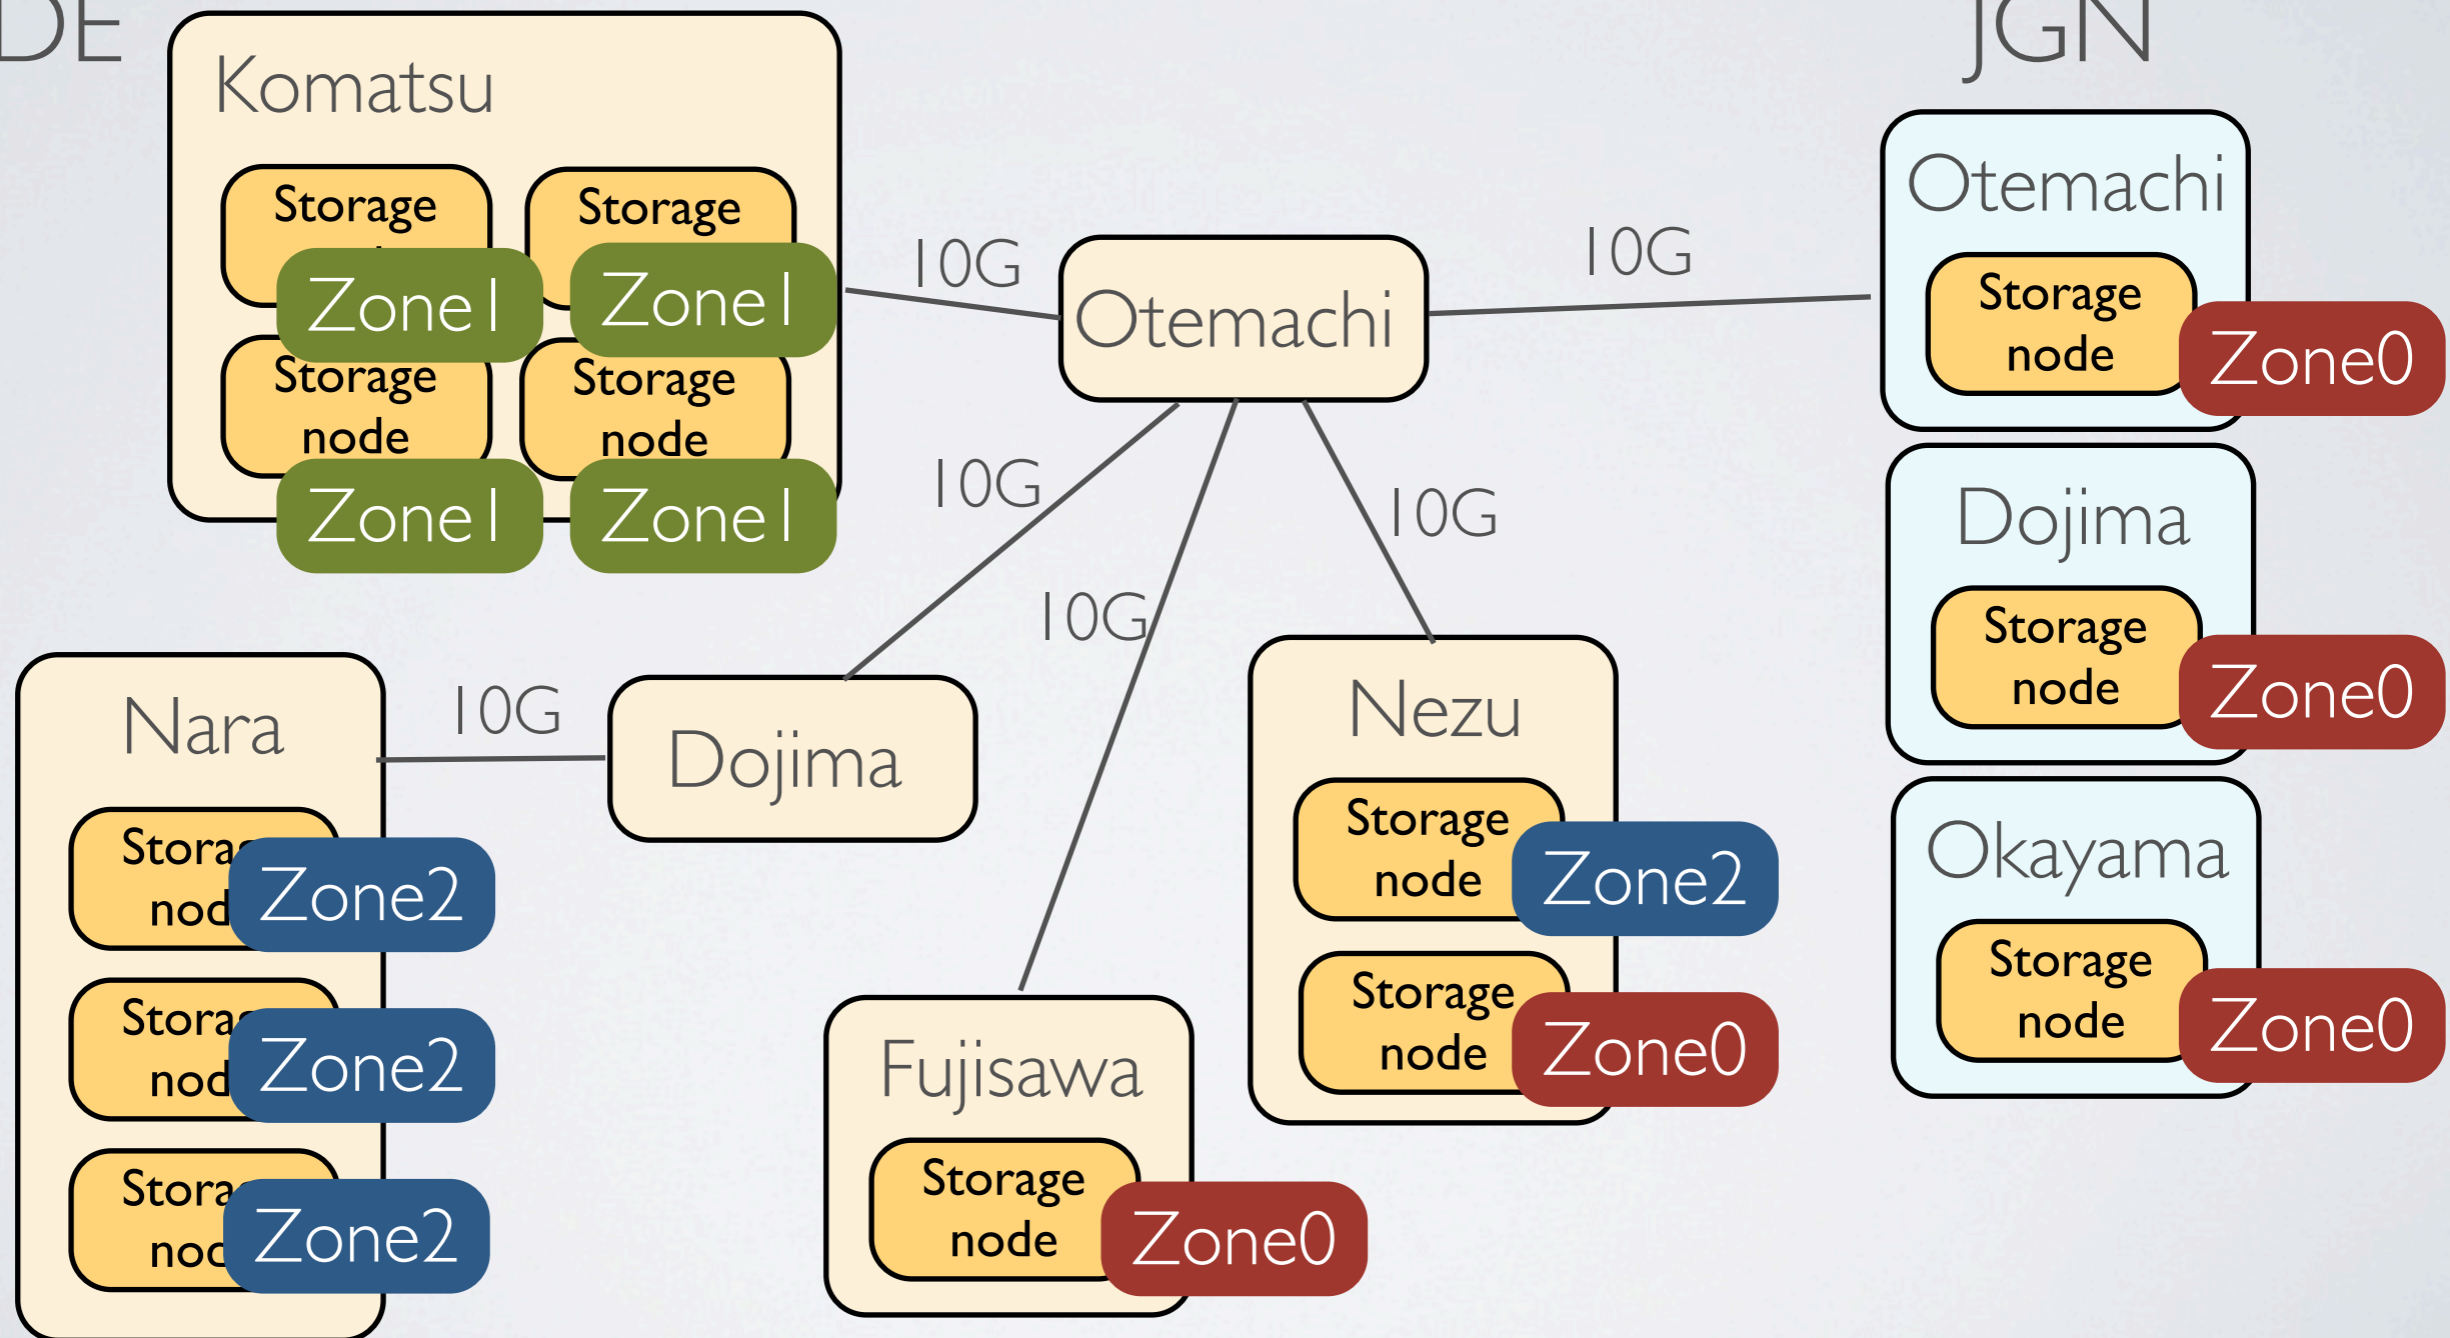 DE
JGN
Komatsu
Storage
Storage
Zone1
Zone1
Storage
node
Storage
node
Zone1
Zone1
10G
Otemachi
10G
Otemachi
Storage
node
Zone0
10G
10G
10G
Dojima
Storage
node
Zone0
Nara
10G
Dojima
Zone2
Zone2
Zone2
Nezu
Storage
node
Zone2
Storage
node
Zone0
Okayama
Storage
node
Zone0
Fujisawa
Storage
node
Zone0